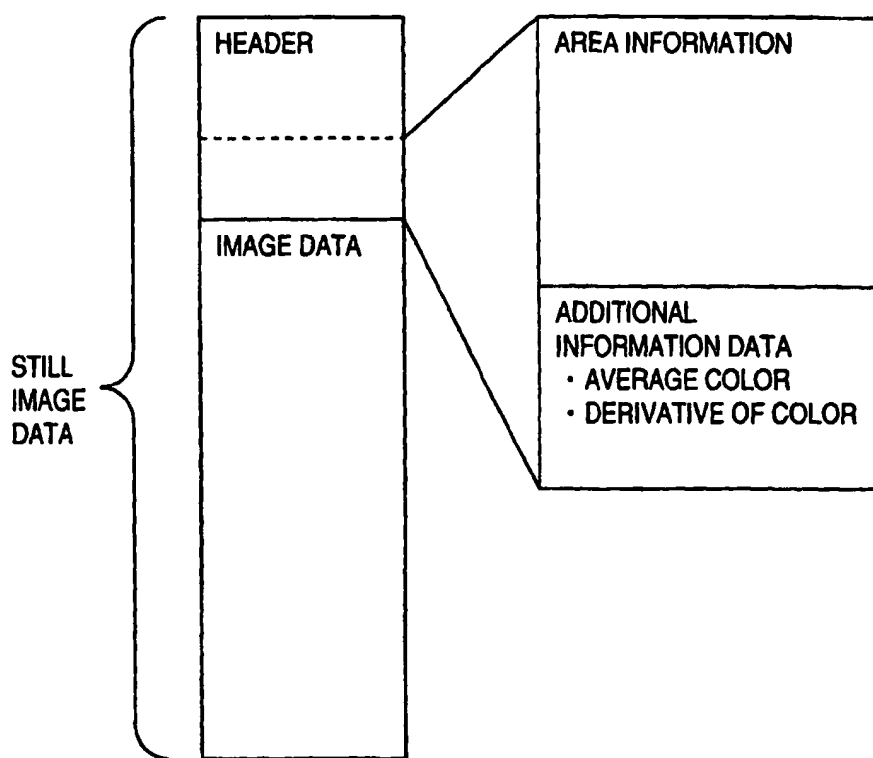 HEADER
IMAGE DATA
STILL
IMAGE
DATA
AREA INFORMATION
ADDITIONAL
INFORMATION DATA
· AVERAGE COLOR
· DERIVATIVE OF COLOR